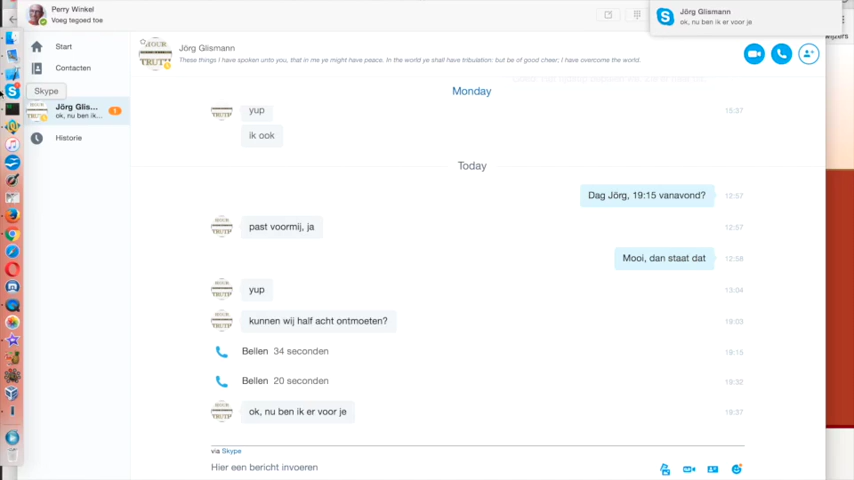 Perry Winkel
Voeg tegoed toe
Jörg Glismann
ok, nu ben ik er voor je
Start
Contacten
Skype
Jörg Glis...
ok, nu ben ik...
1
Historie
Jörg Glismann
These things I have spoken unto you, that in me ye might have peace. In the world ye shall have tribulation: but be of good cheer; I have overcome the world.
Monday
yup
15:37
ik ook
Today
Dag Jörg, 19:15 vanavond?
12:57
past voormij, ja
12:57
Mooi, dan staat dat
12:58
yup
13:04
kunnen wij half acht ontmoeten?
19:03
Bellen 34 seconden
19:15
Bellen 20 seconden
19:32
ok, nu ben ik er voor je
19:37
via Skype
Hier een bericht invoeren
HOUR
TRUTH